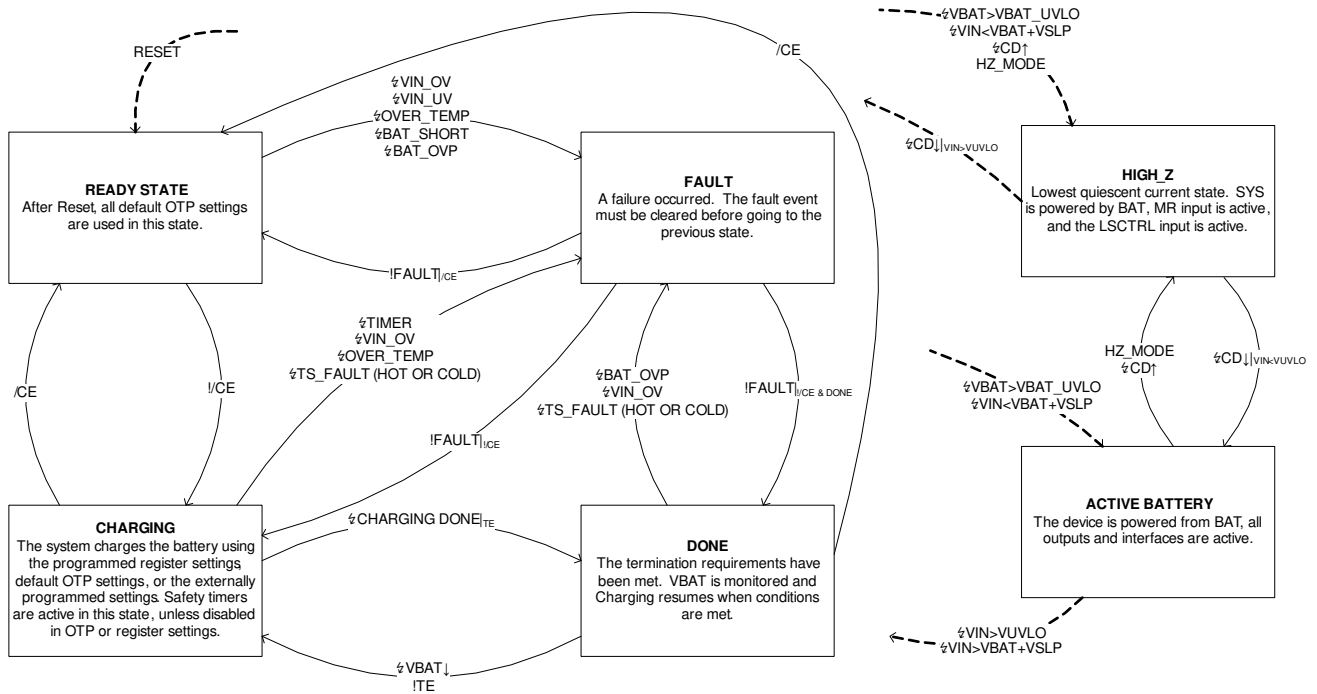 RESET
/CE
↯VIN_OV
↯VIN_UV
↯OVER_TEMP
↯BAT_SHORT
↯BAT_OVP
↯VBAT>VBAT_UVLO
↯VIN<VBAT+VSLP
↯CD↑
HZ_MODE
READY STATE
After Reset, all default OTP settings
are used in this state.
FAULT
A failure occurred. The fault event
must be cleared before going to the
previous state.
↯CD↓|VIN>VUVLO
HIGH_Z
Lowest quiescent current state. SYS
is powered by BAT, MR input is active,
and the LSCTRL input is active.
!FAULT|/CE
/CE
!/CE
↯TIMER
↯VIN_OV
↯OVER_TEMP
↯TS_FAULT (HOT OR COLD)
!FAULT|!/CE
↯BAT_OVP
↯VIN_OV
↯TS_FAULT (HOT OR COLD)
!FAULT|!/CE & DONE
HZ_MODE
↯CD↑
↯CD↓|VIN<VUVLO
↯VBAT>VBAT_UVLO
↯VIN<VBAT+VSLP
CHARGING
The system charges the battery using
the programmed register settings,
default OTP settings, or the externally
programmed settings. Safety timers
are active in this state, unless disabled
in OTP or register settings.
↯CHARGING DONE|TE
DONE
The termination requirements have
been met. VBAT is monitored and
Charging resumes when conditions
are met.
ACTIVE BATTERY
The device is powered from BAT, all
outputs and interfaces are active.
↯VBAT↓
!TE
↯VIN>VUVLO
↯VIN>VBAT+VSLP